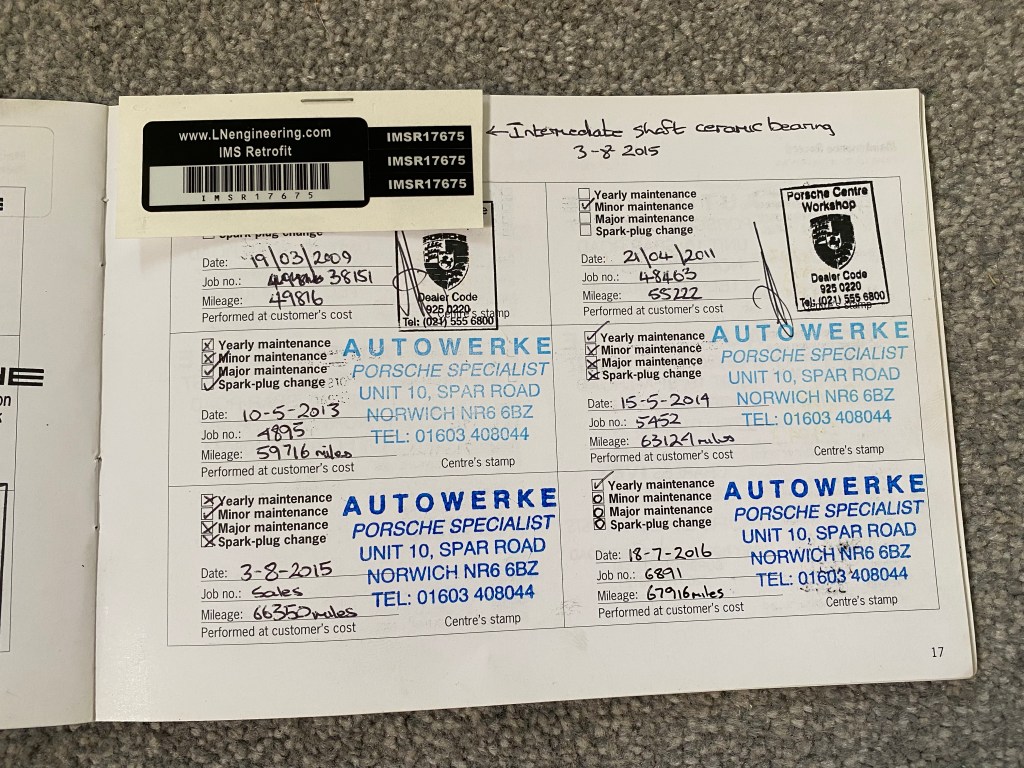 www.LNengineering.com
IMS Retrofit
IMSR17675
IMSR17675
IMSR17675
IMSR17675
←Intermediate shaft ceramic bearing
3-8 2015
Spark-plug change
Date: 19/03/2009
Job no.: 38151
Mileage: 49816
Performed at customer's cost
Centre's stamp
Dealer Code
925 0220
Tel: (021) 555 6800
Yearly maintenance
Minor maintenance
Major maintenance
Spark-plug change
Date: 21/04/2011
Job no.: 48463
Mileage: 55222
Performed at customer's cost
Porsche Centre
Workshop
Dealer Code
925 0220
Tel: (021) 555 6800
Centre's stamp
Yearly maintenance
Minor maintenance
Major maintenance
Spark-plug change
Date: 10-5-2013
Job no.: 4895
Mileage: 59716 miles
Performed at customer's cost
AUTOWERKE
PORSCHE SPECIALIST
UNIT 10, SPAR ROAD
NORWICH NR6 6BZ
TEL: 01603 408044
Centre's stamp
Yearly maintenance
Minor maintenance
Major maintenance
Spark-plug change
Date: 15-5-2014
Job no.: 5452
Mileage: miles
Performed at customer's cost
AUTOWERKE
PORSCHE SPECIALIST
UNIT 10, SPAR ROAD
NORWICH NR6 6BZ
TEL: 01603 408044
Centre's stamp
Yearly maintenance
Minor maintenance
Major maintenance
Spark-plug change
Date: 3-8-2015
Job no.: Sales
Mileage: 66350 miles
Performed at customer's cost
AUTOWERKE
PORSCHE SPECIALIST
UNIT 10, SPAR ROAD
NORWICH NR6 6BZ
TEL: 01603 408044
Centre's stamp
Yearly maintenance
Minor maintenance
Major maintenance
Spark-plug change
Date: 18-7-2016
Job no.: 6891
Mileage: 67916 miles
Performed at customer's cost
AUTOWERKE
PORSCHE SPECIALIST
UNIT 10, SPAR ROAD
NORWICH NR6 6BZ
TEL: 01603 408044
Centre's stamp
17